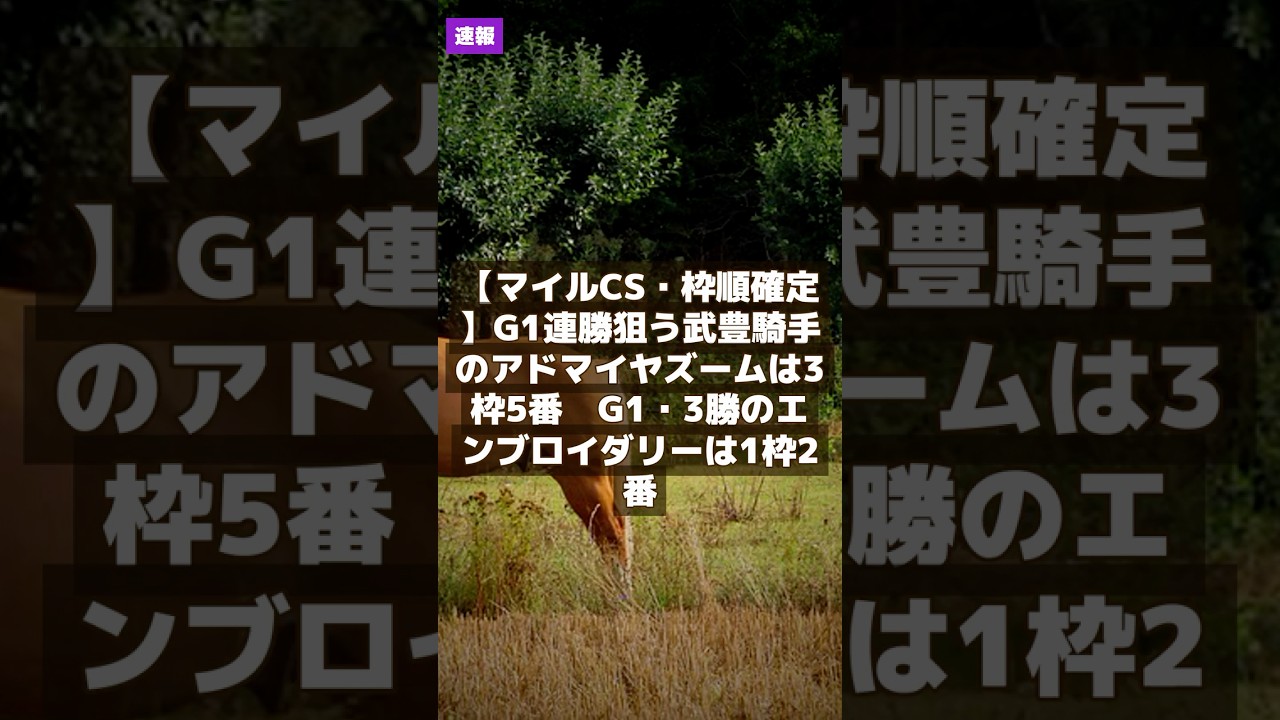 速報
【マイルCS・枠順確定
】G1連勝狙う武豊騎手
のアドマイヤズームは3
枠5番　G1・3勝のエ
ンブロイダリーは1枠2
番